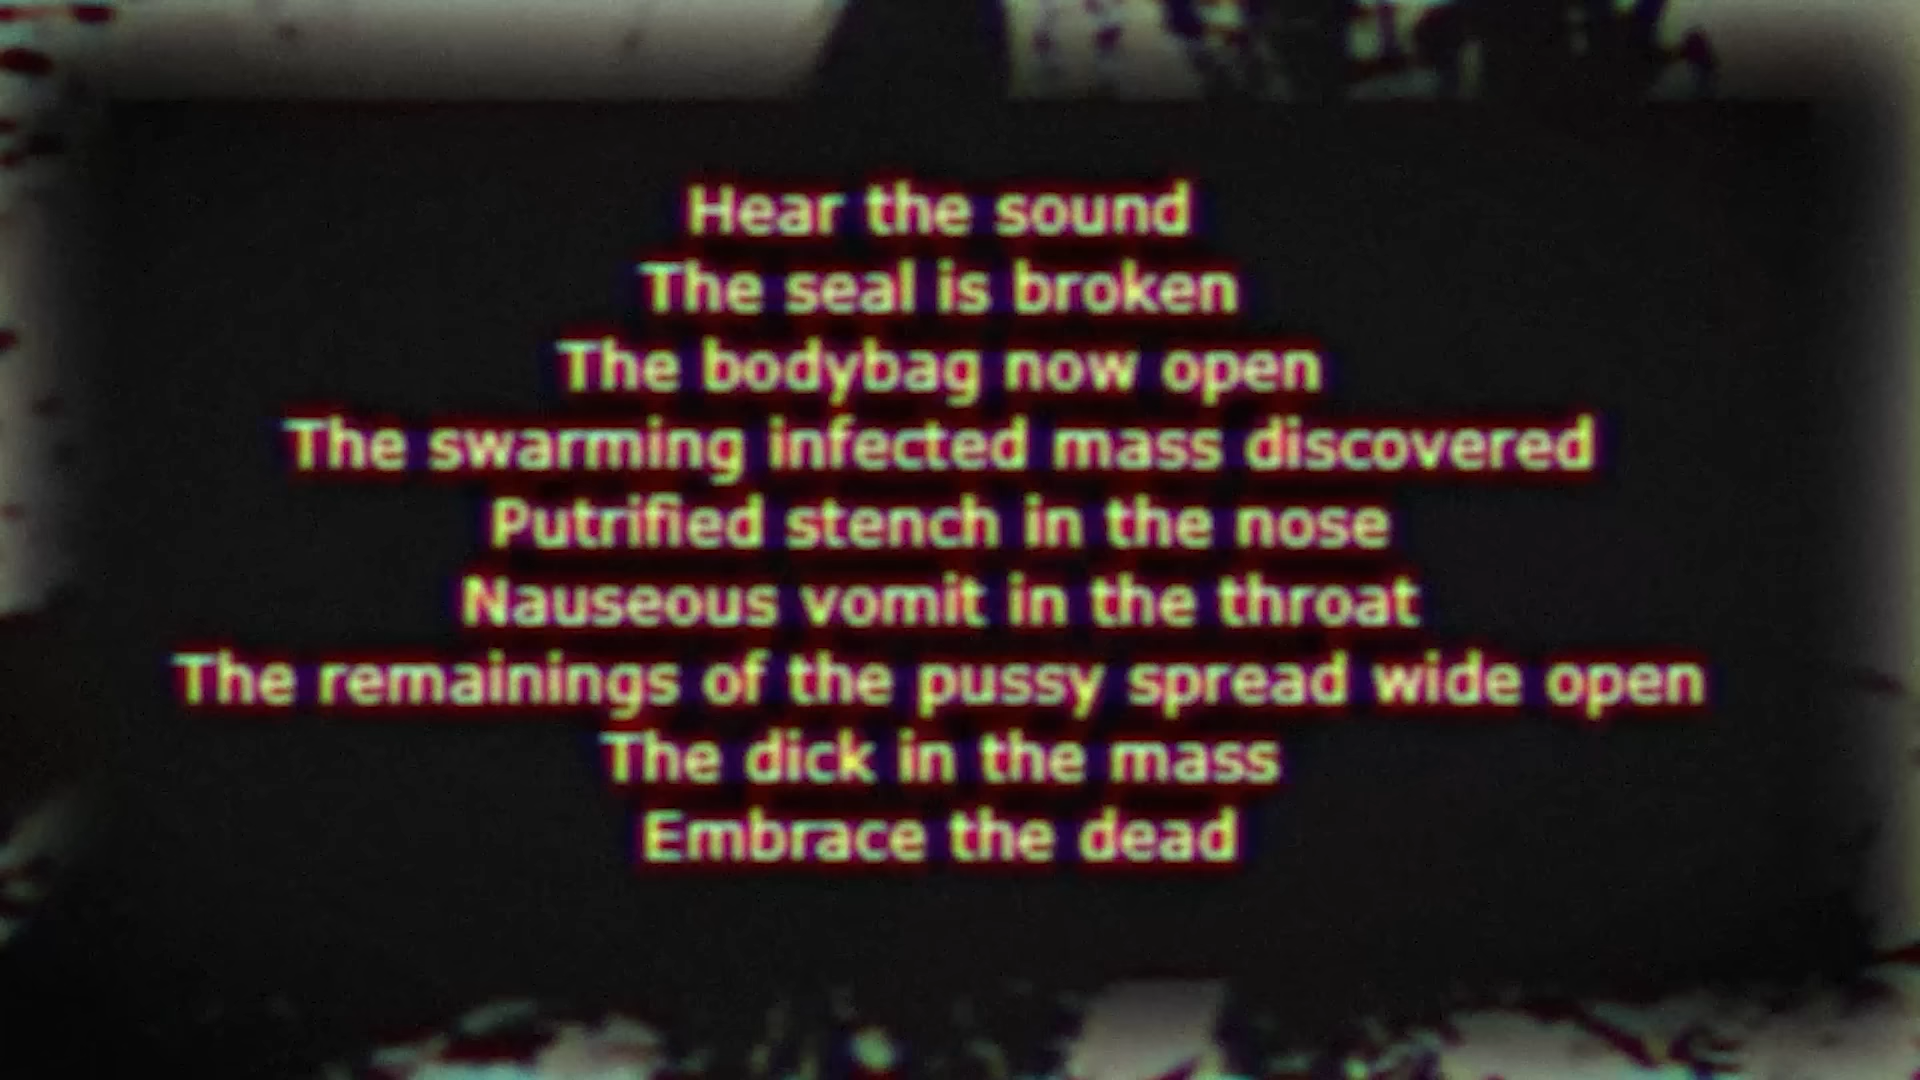 Hear the sound
The seal is broken
The bodybag now open
The swarming infected mass discovered
Putrified stench in the nose
Nauseous vomit in the throat
The remainings of the pussy spread wide open
The dick in the mass
Embrace the dead